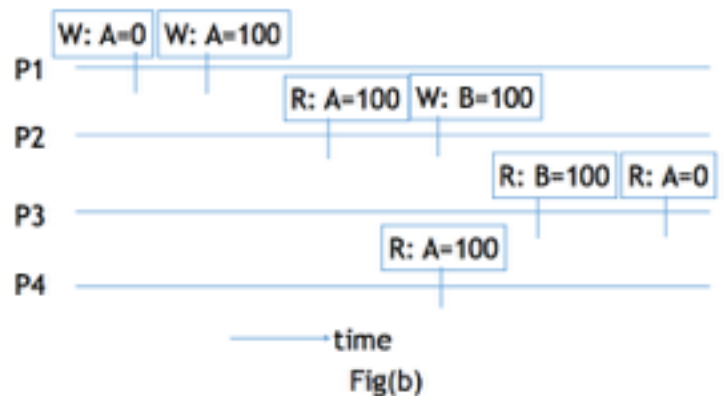 W: A=0 W: A=100
P1
R: A=100 W: B=100
P2
R: B=100 R: A=0
P3
R: A=100
P4
time
Fig(b)